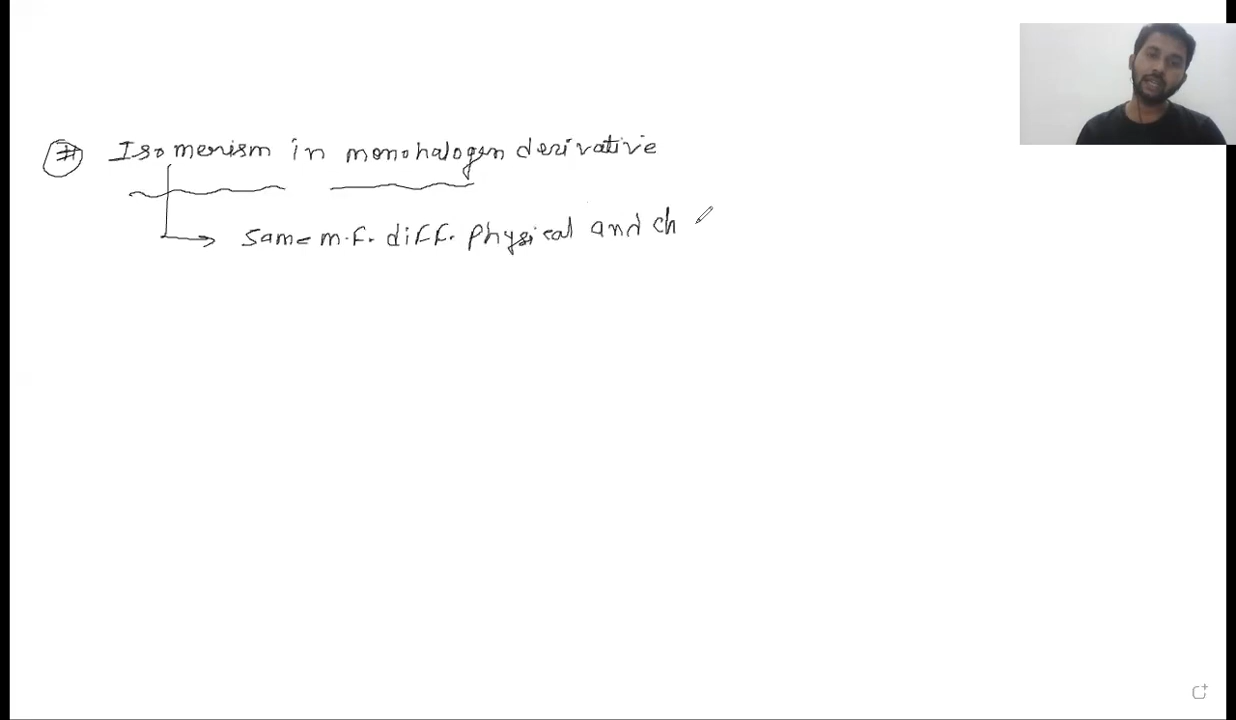 # Isomerism in monohalogen derivative
same m.f. diff. physical and ch